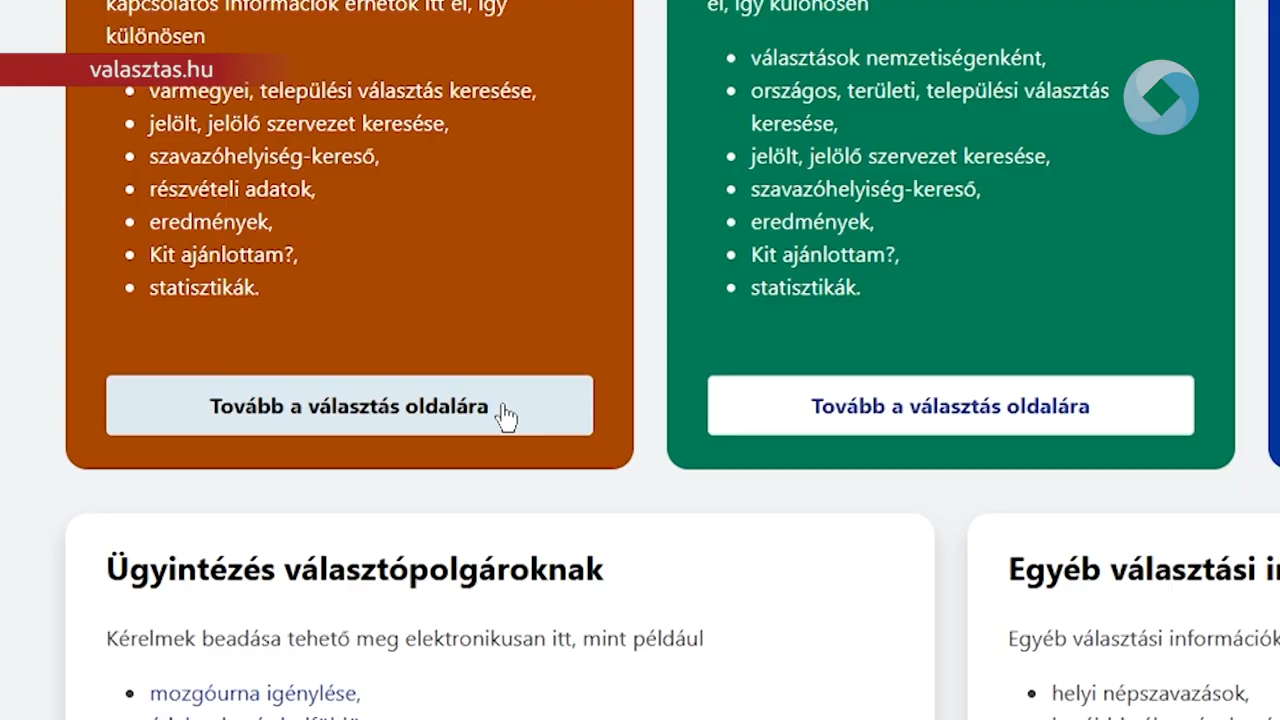 kapcsolatos információk érhetők itt el, így
különösen
valasztas.hu
vármegyei, települési választás keresése,
jelölt, jelölő szervezet keresése,
szavazóhelyiség-kereső,
részvételi adatok,
eredmények,
Kit ajánlottam?,
statisztikák.
Tovább a választás oldalára
el, így különösen
választások nemzetiségenként,
országos, területi, települési választás
keresése,
jelölt, jelölő szervezet keresése,
szavazóhelyiség-kereső,
eredmények,
Kit ajánlottam?,
statisztikák.
Tovább a választás oldalára
Ügyintézés választópolgároknak
Kérelmek beadása tehető meg elektronikusan itt, mint például
mozgóurna igénylése,
Egyéb választási
Egyéb választási információk
helyi népszavazások,